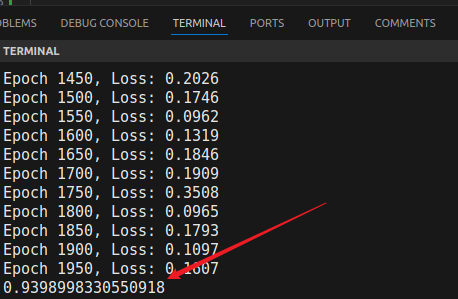 OBLEMS DEBUG CONSOLE TERMINAL PORTS OUTPUT COMMENTS
TERMINAL
Epoch 1450, Loss: 0.2026
Epoch 1500, Loss: 0.1746
Epoch 1550, Loss: 0.0962
Epoch 1600, Loss: 0.1319
Epoch 1650, Loss: 0.1846
Epoch 1700, Loss: 0.1909
Epoch 1750, Loss: 0.3508
Epoch 1800, Loss: 0.0965
Epoch 1850, Loss: 0.1793
Epoch 1900, Loss: 0.1097
Epoch 1950, Loss: 0.1607
0.9398998330550918